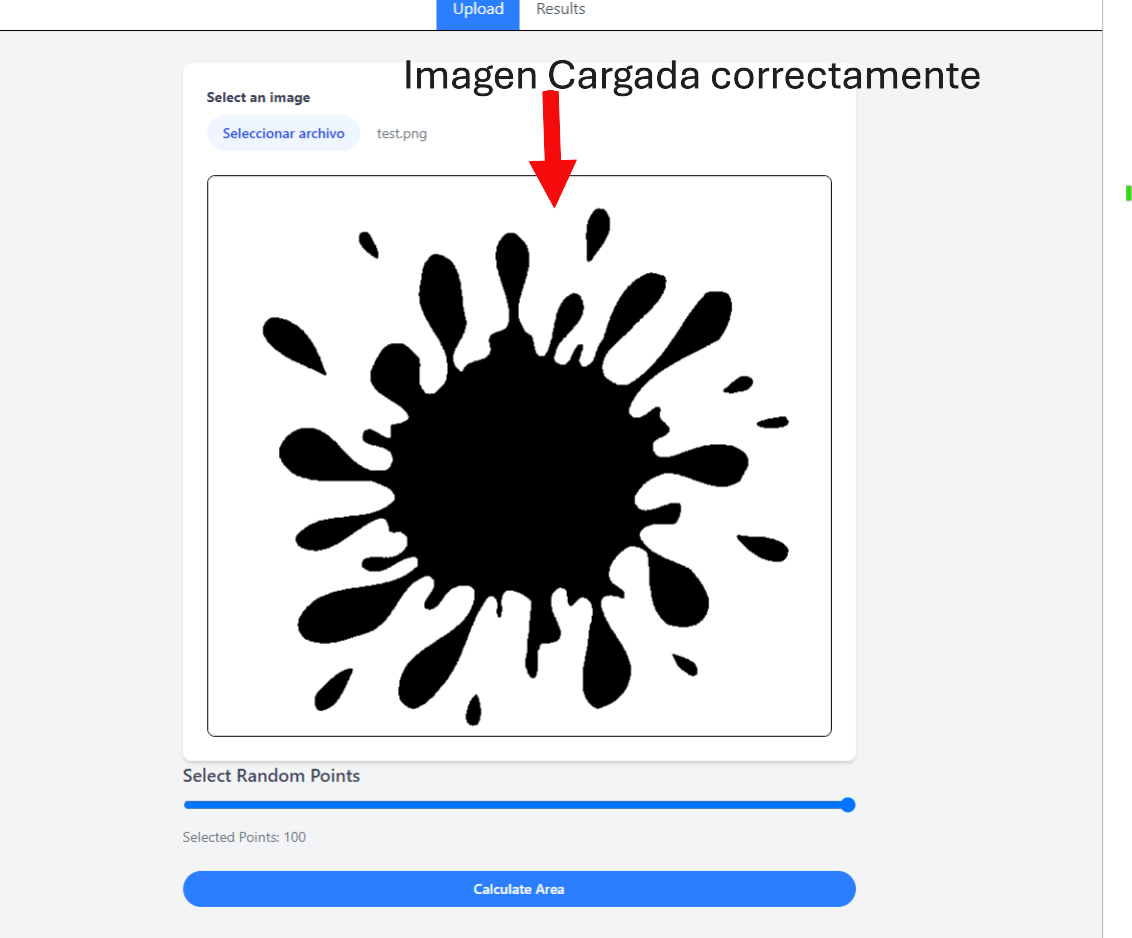 Upload Results
Imagen Cargada correctamente
Select an image
Seleccionar archivo test.png
Select Random Points
Selected Points: 100
Calculate Area